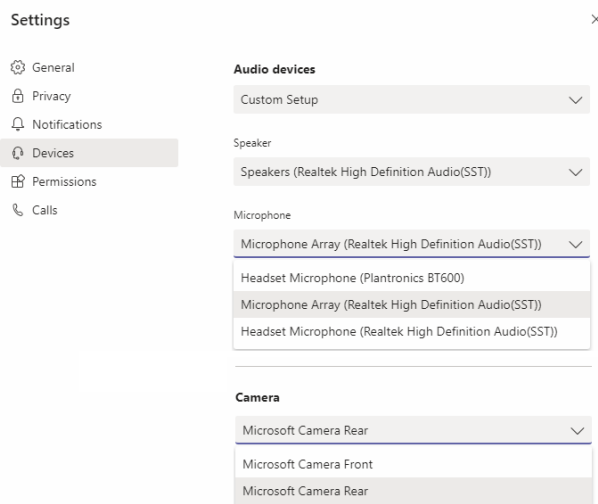 Settings
General
Privacy
Notifications
Devices
Permissions
Calls
Audio devices
Custom Setup
Speaker
Speakers (Realtek High Definition Audio(SST))
Microphone
Microphone Array (Realtek High Definition Audio(SST))
Headset Microphone (Plantronics BT600)
Microphone Array (Realtek High Definition Audio(SST))
Headset Microphone (Realtek High Definition Audio(SST))
Camera
Microsoft Camera Rear
Microsoft Camera Front
Microsoft Camera Rear